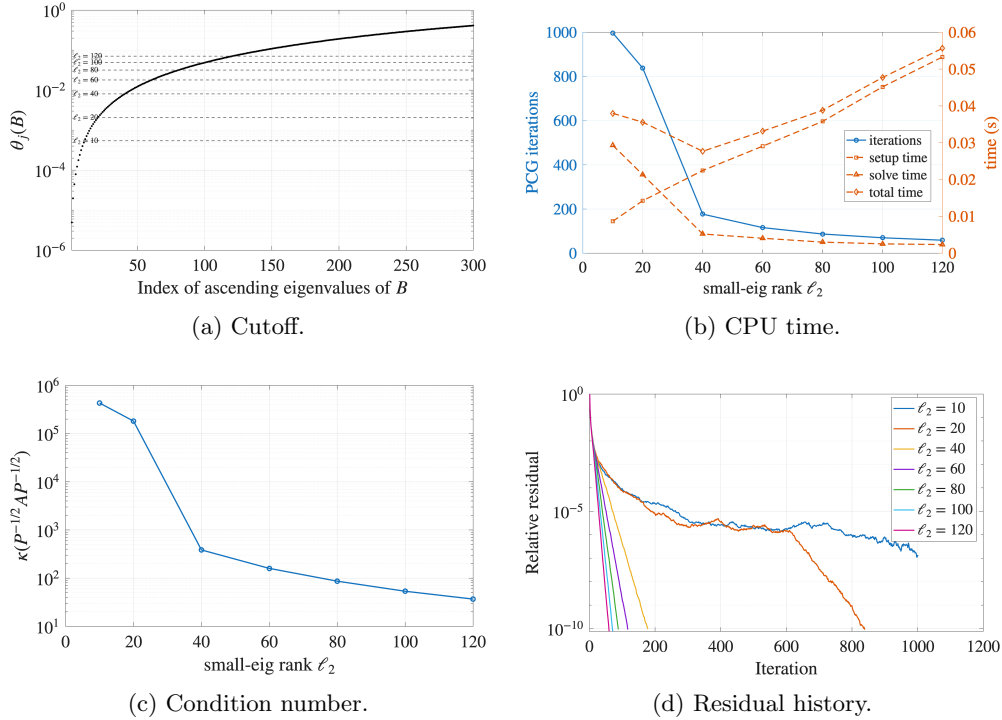 10^0
10^{-2}
10^{-4}
10^{-6}
θ_j(B)
ℓ_2 = 120
ℓ_2 = 100
ℓ_2 = 80
ℓ_2 = 60
ℓ_2 = 40
ℓ_2 = 20
ℓ_2 = 10
50 100 150 200 250 300
Index of ascending eigenvalues of B
(a) Cutoff.
1000
800
600
400
200
0
PCG iterations
0.06
0.05
0.04
0.03
0.02
0.01
0
time (s)
iterations
setup time
solve time
total time
0 20 40 60 80 100 120
small-eig rank ℓ_2
(b) CPU time.
10^6
10^5
10^4
10^3
10^2
10^1
κ(P^{-1/2}AP^{-1/2})
0 20 40 60 80 100 120
small-eig rank ℓ_2
(c) Condition number.
10^0
10^{-5}
10^{-10}
Relative residual
ℓ_2 = 10
ℓ_2 = 20
ℓ_2 = 40
ℓ_2 = 60
ℓ_2 = 80
ℓ_2 = 100
ℓ_2 = 120
0 200 400 600 800 1000 1200
Iteration
(d) Residual history.